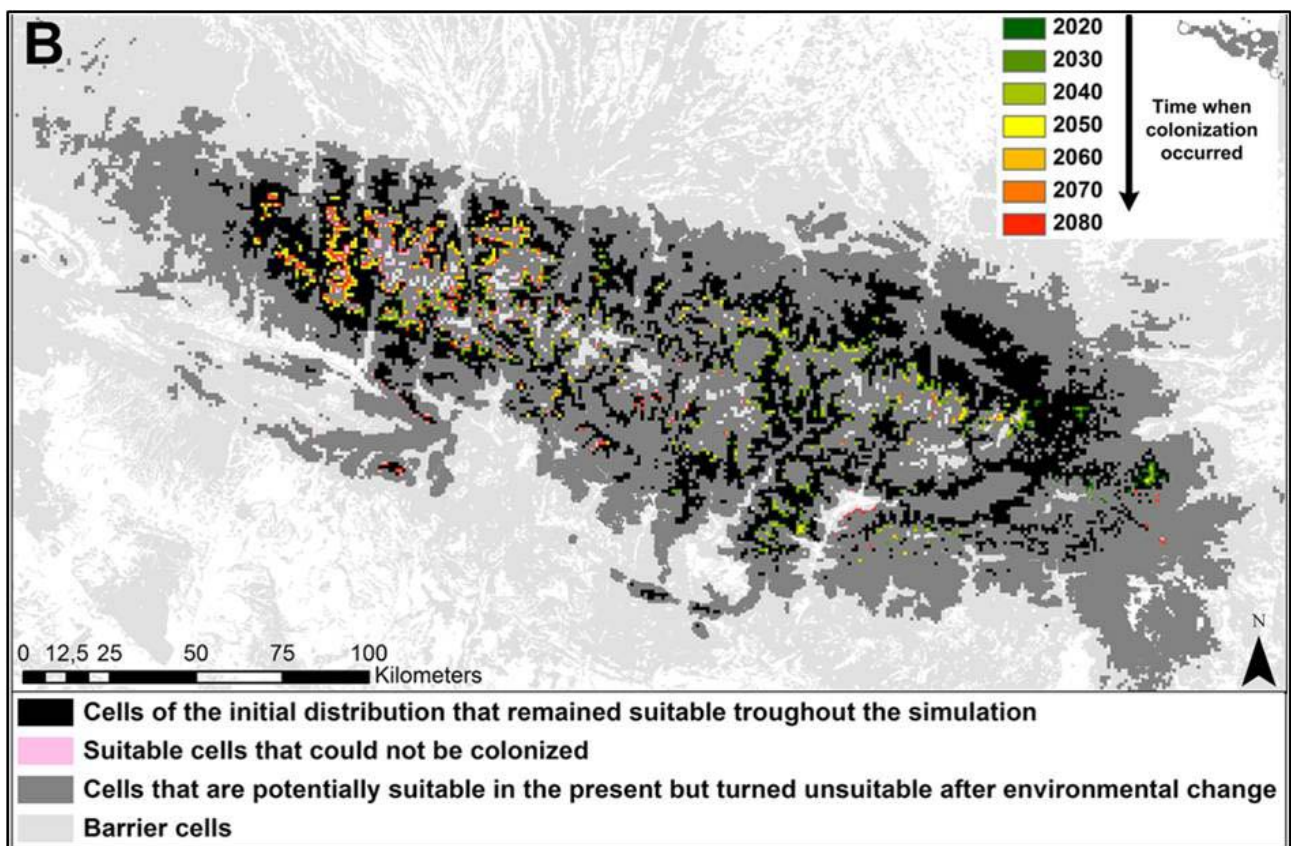 B
2020
2030
2040
2050
2060
2070
2080
Time when
colonization
occurred
N
0 12,5 25 50 75 100
Kilometers
Cells of the initial distribution that remained suitable troughout the simulation
Suitable cells that could not be colonized
Cells that are potentially suitable in the present but turned unsuitable after environmental change
Barrier cells